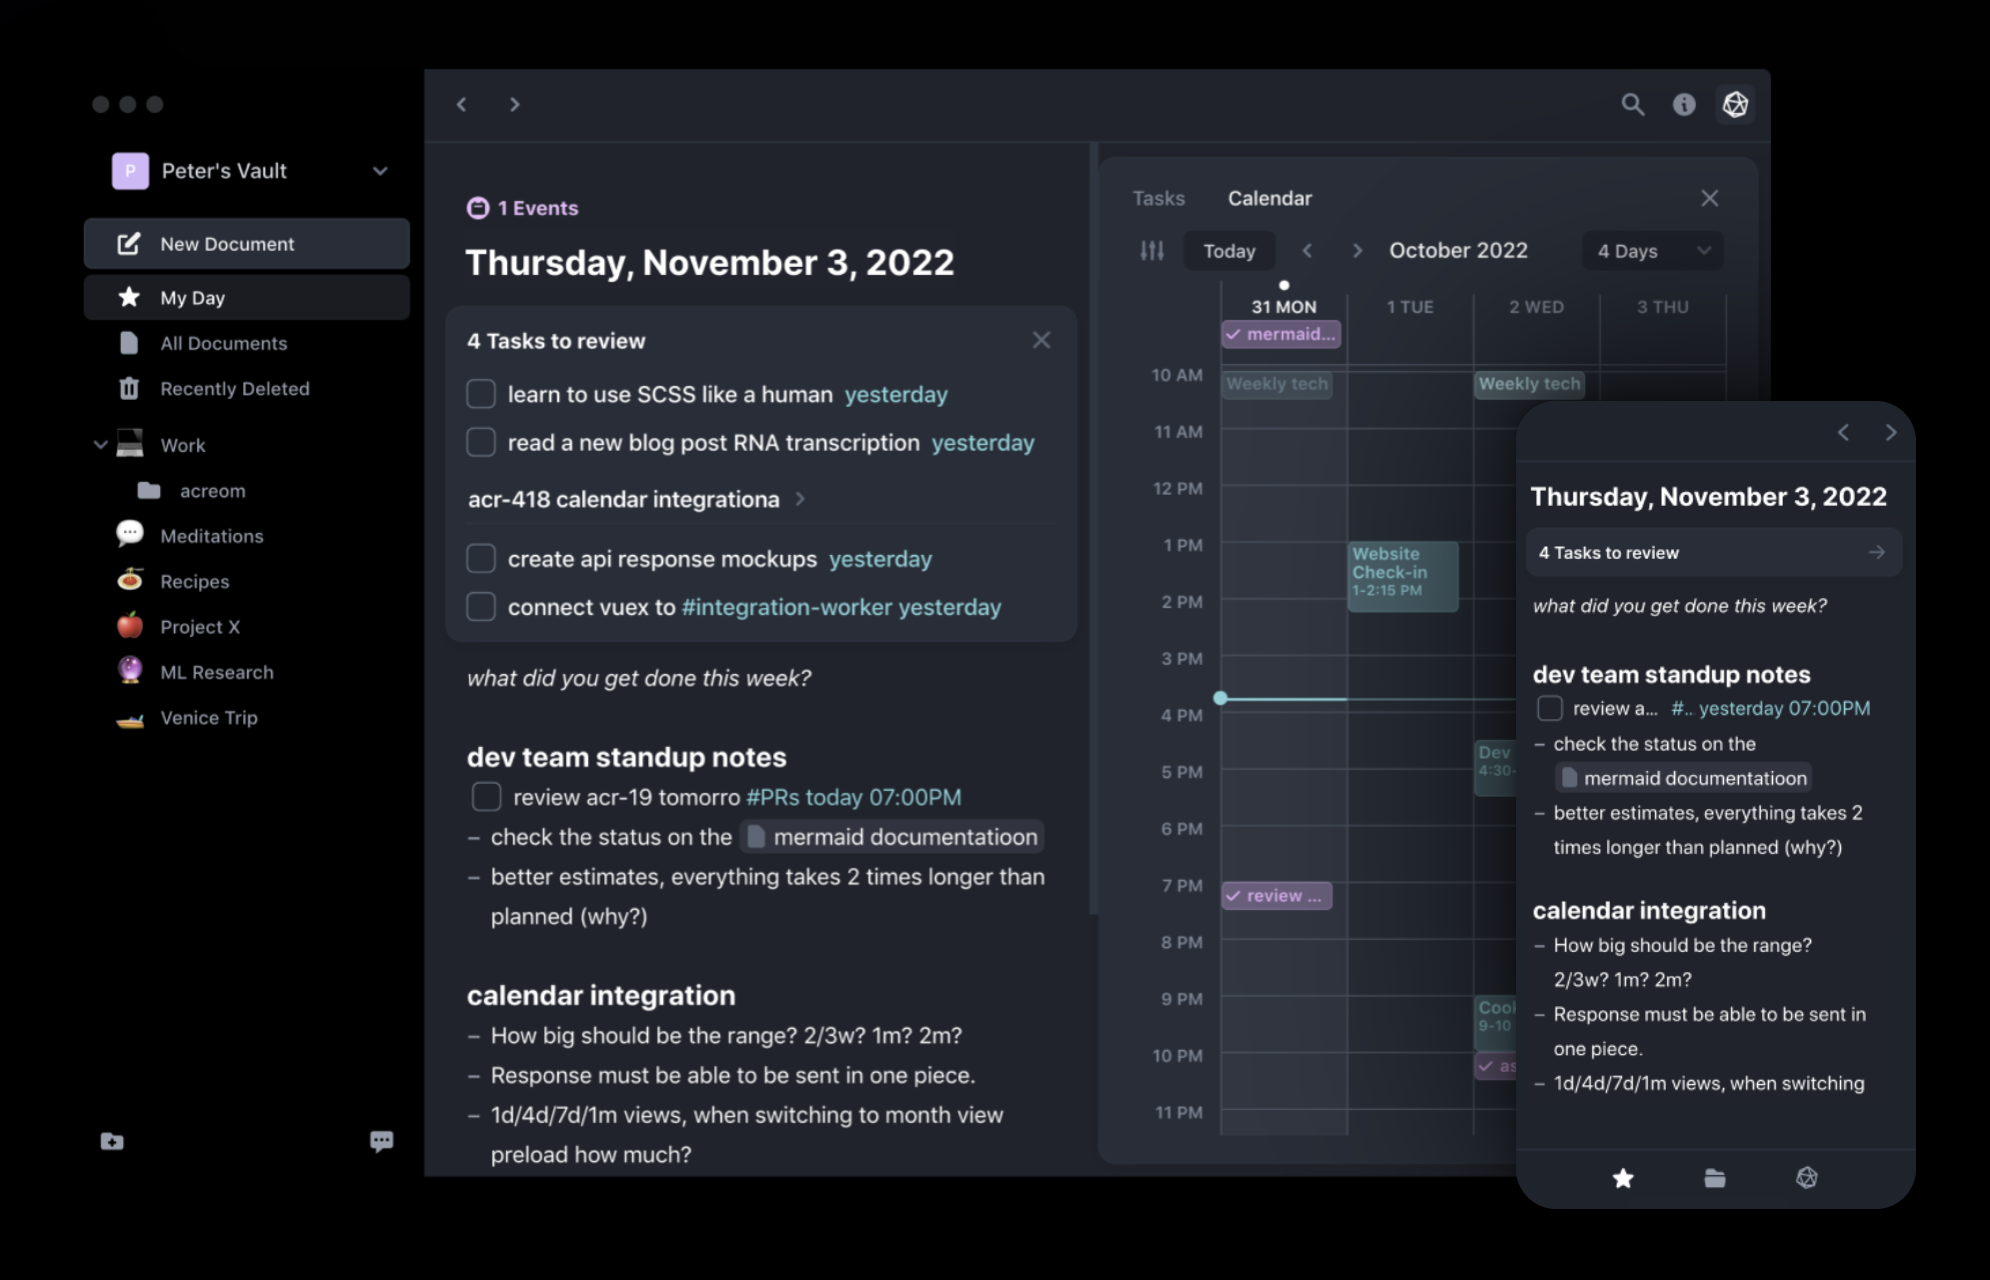 P
Peter's Vault
New Document
My Day
All Documents
Recently Deleted
Work
acreom
Meditations
Recipes
Project X
ML Research
Venice Trip
1 Events
Thursday, November 3, 2022
4 Tasks to review
learn to use SCSS like a human yesterday
read a new blog post RNA transcription yesterday
acr-418 calendar integrationa
create api response mockups yesterday
connect vuex to #integration-worker yesterday
what did you get done this week?
dev team standup notes
review acr-19 tomorro #PRs today 07:00PM
– check the status on the mermaid documentatioon
– better estimates, everything takes 2 times longer than
planned (why?)
calendar integration
– How big should be the range? 2/3w? 1m? 2m?
– Response must be able to be sent in one piece.
– 1d/4d/7d/1m views, when switching to month view
preload how much?
Tasks Calendar
Today October 2022 4 Days
31 MON 1 TUE 2 WED 3 THU
mermaid...
10 AM Weekly tech Weekly tech
11 AM
12 PM
1 PM
Website
Check-in
1-2:15 PM
2 PM
3 PM
4 PM
Dev
4:30-
5 PM
6 PM
7 PM review ...
8 PM
9 PM
Cook
9-10
10 PM as
11 PM
Thursday, November 3, 2022
4 Tasks to review
what did you get done this week?
dev team standup notes
review a... #.. yesterday 07:00PM
– check the status on the
mermaid documentatioon
– better estimates, everything takes 2
times longer than planned (why?)
calendar integration
– How big should be the range?
2/3w? 1m? 2m?
– Response must be able to be sent in
one piece.
– 1d/4d/7d/1m views, when switching